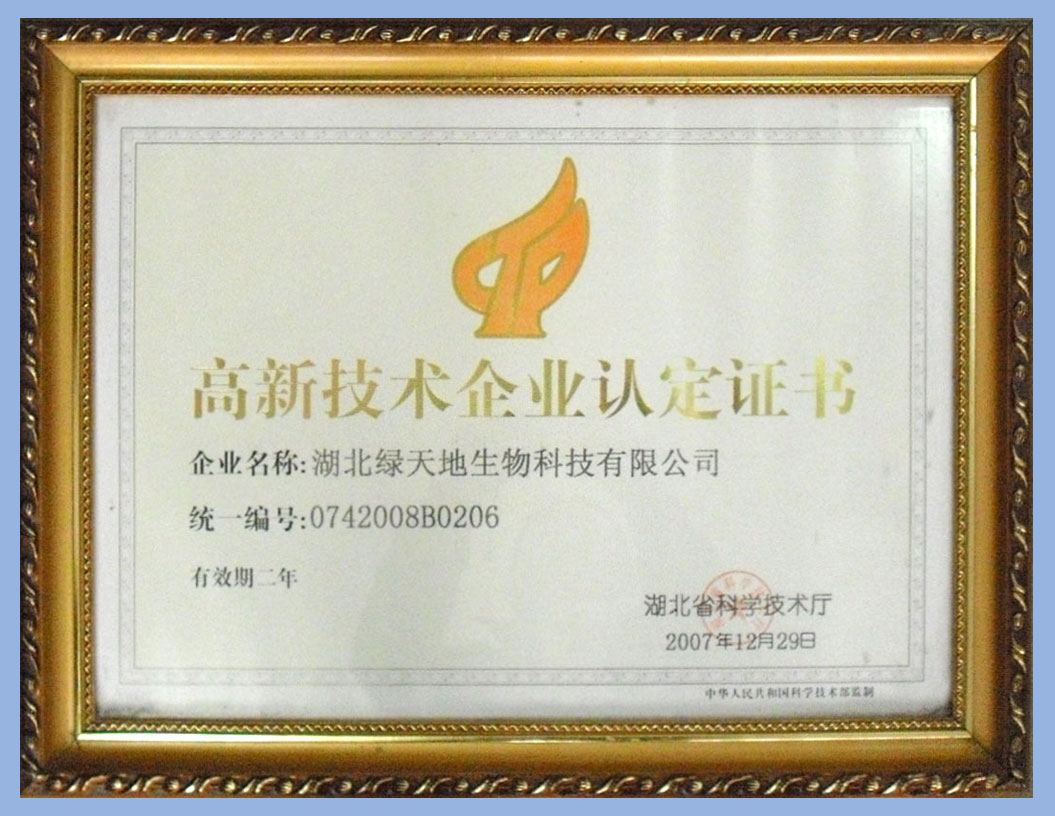 高新技术企业认定证书
企业名称:湖北绿天地生物科技有限公司
统一编号:0742008B0206
有效期二年
湖北省科学技术厅
2007年12月29日
中华人民共和国科学技术部监制